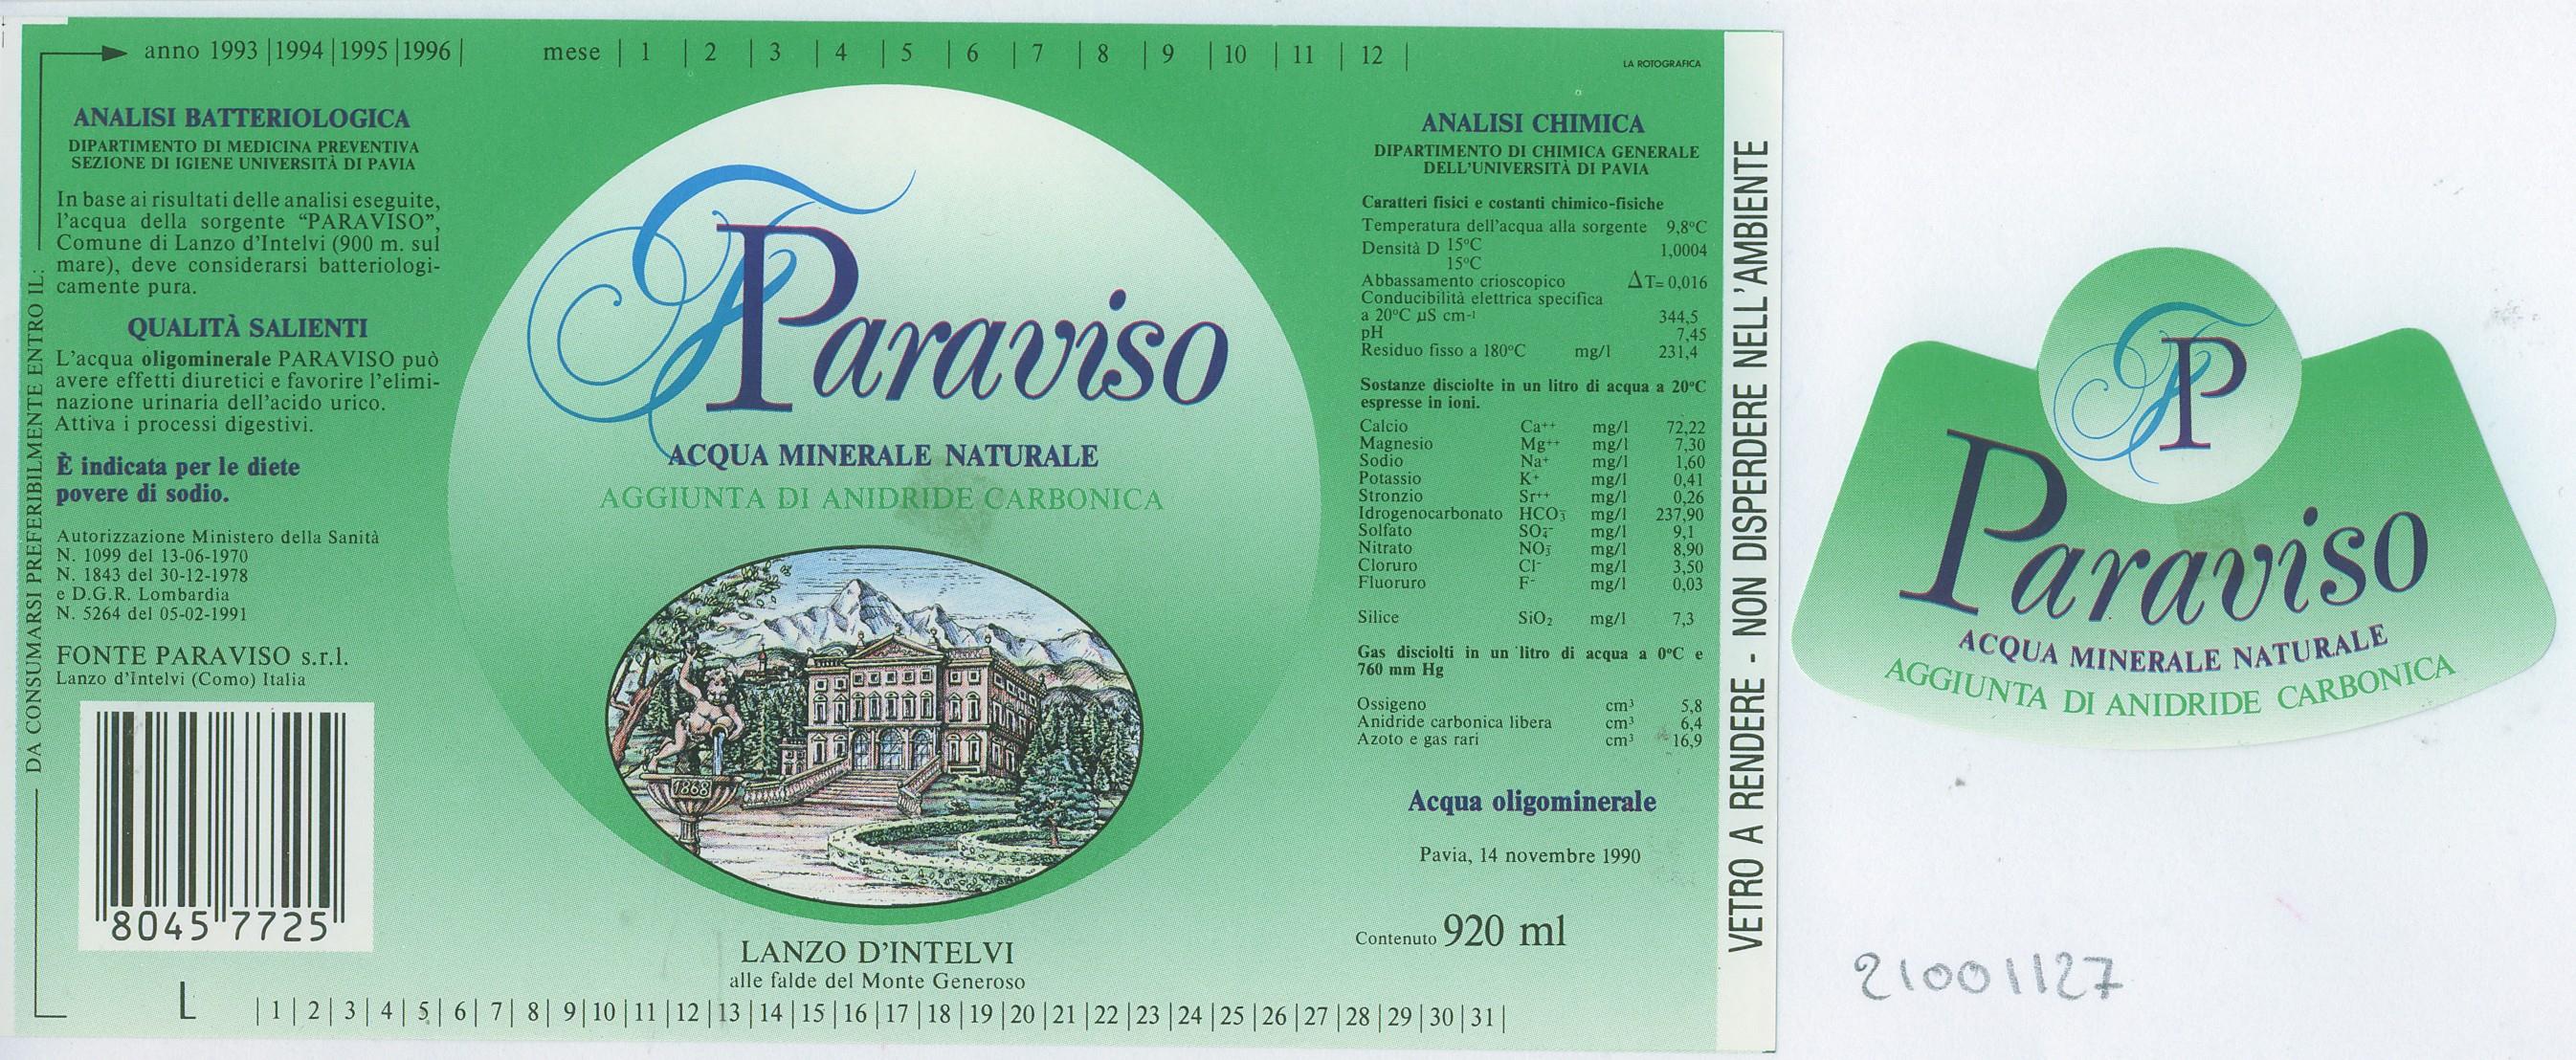 anno 1993 |1994 |1995 |1996 |
mese | 1 | 2 | 3 | 4 | 5 | 6 | 7 | 8 | 9 | 10 | 11 | 12 |
LA ROTOGRAFICA
DA CONSUMARSI PREFERIBILMENTE ENTRO IL:
ANALISI BATTERIOLOGICA
DIPARTIMENTO DI MEDICINA PREVENTIVA
SEZIONE DI IGIENE UNIVERSITÀ DI PAVIA
In base ai risultati delle analisi eseguite,
l'acqua della sorgente “PARAVISO”,
Comune di Lanzo d'Intelvi (900 m. sul
mare), deve considerarsi batteriologi-
camente pura.
QUALITÀ SALIENTI
L'acqua oligominerale PARAVISO può
avere effetti diuretici e favorire l'elimi-
nazione urinaria dell'acido urico.
Attiva i processi digestivi.
È indicata per le diete
povere di sodio.
Autorizzazione Ministero della Sanità
N. 1099 del 13-06-1970
N. 1843 del 30-12-1978
e D.G.R. Lombardia
N. 5264 del 05-02-1991
FONTE PARAVISO s.r.l.
Lanzo d'Intelvi (Como) Italia
8045 7725
L
Paraviso
ACQUA MINERALE NATURALE
AGGIUNTA DI ANIDRIDE CARBONICA
1868
LANZO D'INTELVI
alle falde del Monte Generoso
| 1 | 2 | 3 | 4 | 5 | 6 | 7 | 8 | 9 | 10 | 11 | 12 | 13 | 14 | 15 | 16 | 17 | 18 | 19 | 20 | 21 | 22 | 23 | 24 | 25 | 26 | 27 | 28 | 29 | 30 | 31 |
ANALISI CHIMICA
DIPARTIMENTO DI CHIMICA GENERALE
DELL'UNIVERSITÀ DI PAVIA
Caratteri fisici e costanti chimico-fisiche
Temperatura dell'acqua alla sorgente 9,8°C
Densità D 15°C 1,0004
15°C
Abbassamento crioscopico ΔT= 0,016
Conducibilità elettrica specifica
a 20°C µS cm⁻¹ 344,5
pH 7,45
Residuo fisso a 180°C mg/l 231,4
Sostanze disciolte in un litro di acqua a 20°C
espresse in ioni.
Calcio Ca⁺⁺ mg/l 72,22
Magnesio Mg⁺⁺ mg/l 7,30
Sodio Na⁺ mg/l 1,60
Potassio K⁺ mg/l 0,41
Stronzio Sr⁺⁺ mg/l 0,26
Idrogenocarbonato HCO₃⁻ mg/l 237,90
Solfato SO₄⁻⁻ mg/l 9,1
Nitrato NO₃⁻ mg/l 8,90
Cloruro Cl⁻ mg/l 3,50
Fluoruro F⁻ mg/l 0,03
Silice SiO₂ mg/l 7,3
Gas disciolti in un litro di acqua a 0°C e
760 mm Hg
Ossigeno cm³ 5,8
Anidride carbonica libera cm³ 6,4
Azoto e gas rari cm³ 16,9
Acqua oligominerale
Pavia, 14 novembre 1990
Contenuto 920 ml
VETRO A RENDERE - NON DISPERDERE NELL'AMBIENTE
P
Paraviso
ACQUA MINERALE NATURALE
AGGIUNTA DI ANIDRIDE CARBONICA
21001127